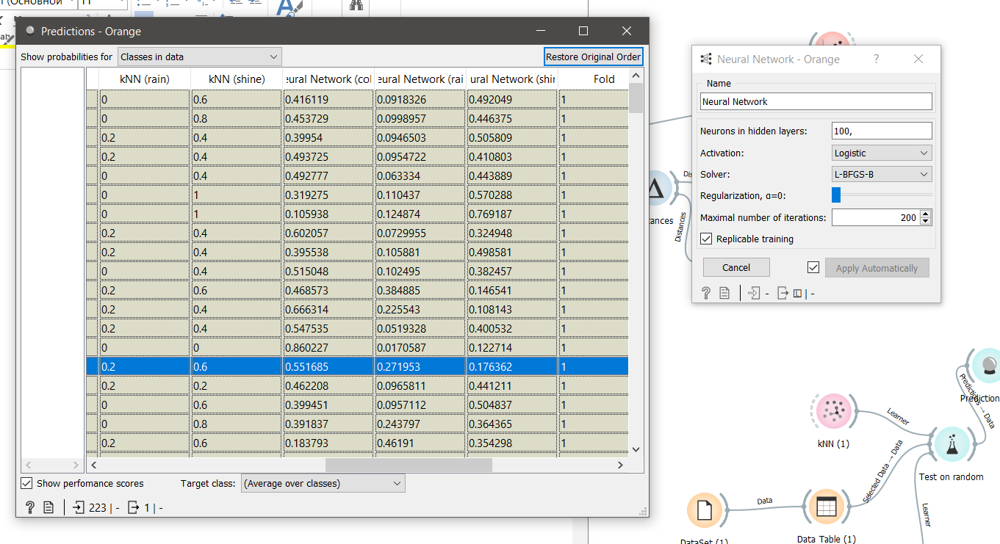 (Основной
11
ab
Predictions - Orange
Show probabilities for Classes in data Restore Original Order
kNN (rain) kNN (shine) eural Network (col eural Network (rai ural Network (shin Fold
0 0.6 0.416119 0.0918326 0.492049 1
0 0.8 0.453729 0.0998957 0.446375 1
0.2 0.4 0.39954 0.0946503 0.505809 1
0.2 0.4 0.493725 0.0954722 0.410803 1
0 0.4 0.492777 0.063334 0.443889 1
0 1 0.319275 0.110437 0.570288 1
0 1 0.105938 0.124874 0.769187 1
0.2 0.4 0.602057 0.0729955 0.324948 1
0.2 0.4 0.395538 0.105881 0.498581 1
0 0.4 0.515048 0.102495 0.382457 1
0.2 0.6 0.468573 0.384885 0.146541 1
0.2 0.4 0.666314 0.225543 0.108143 1
0.2 0.4 0.547535 0.0519328 0.400532 1
0 0 0.860227 0.0170587 0.122714 1
0.2 0.6 0.551685 0.271953 0.176362 1
0.2 0.2 0.462208 0.0965811 0.441211 1
0 0.6 0.399451 0.0957112 0.504837 1
0 0.8 0.391837 0.243797 0.364365 1
0.2 0.6 0.183793 0.46191 0.354298 1
Show perfomance scores Target class: (Average over classes)
? 223 | - 1 | -
Neural Network - Orange ?
Name
Neural Network
Neurons in hidden layers: 100,
Activation: Logistic
Solver: L-BFGS-B
Regularization, α=0:
Maximal number of iterations: 200
Replicable training
Cancel Apply Automatically
? - | -
Dis
tances
Distances
Predictions → Data
Prediction
Learner
kNN (1)
Selected Data → Data
Test on random
Data
Learner
DataSet (1)
Data Table (1)